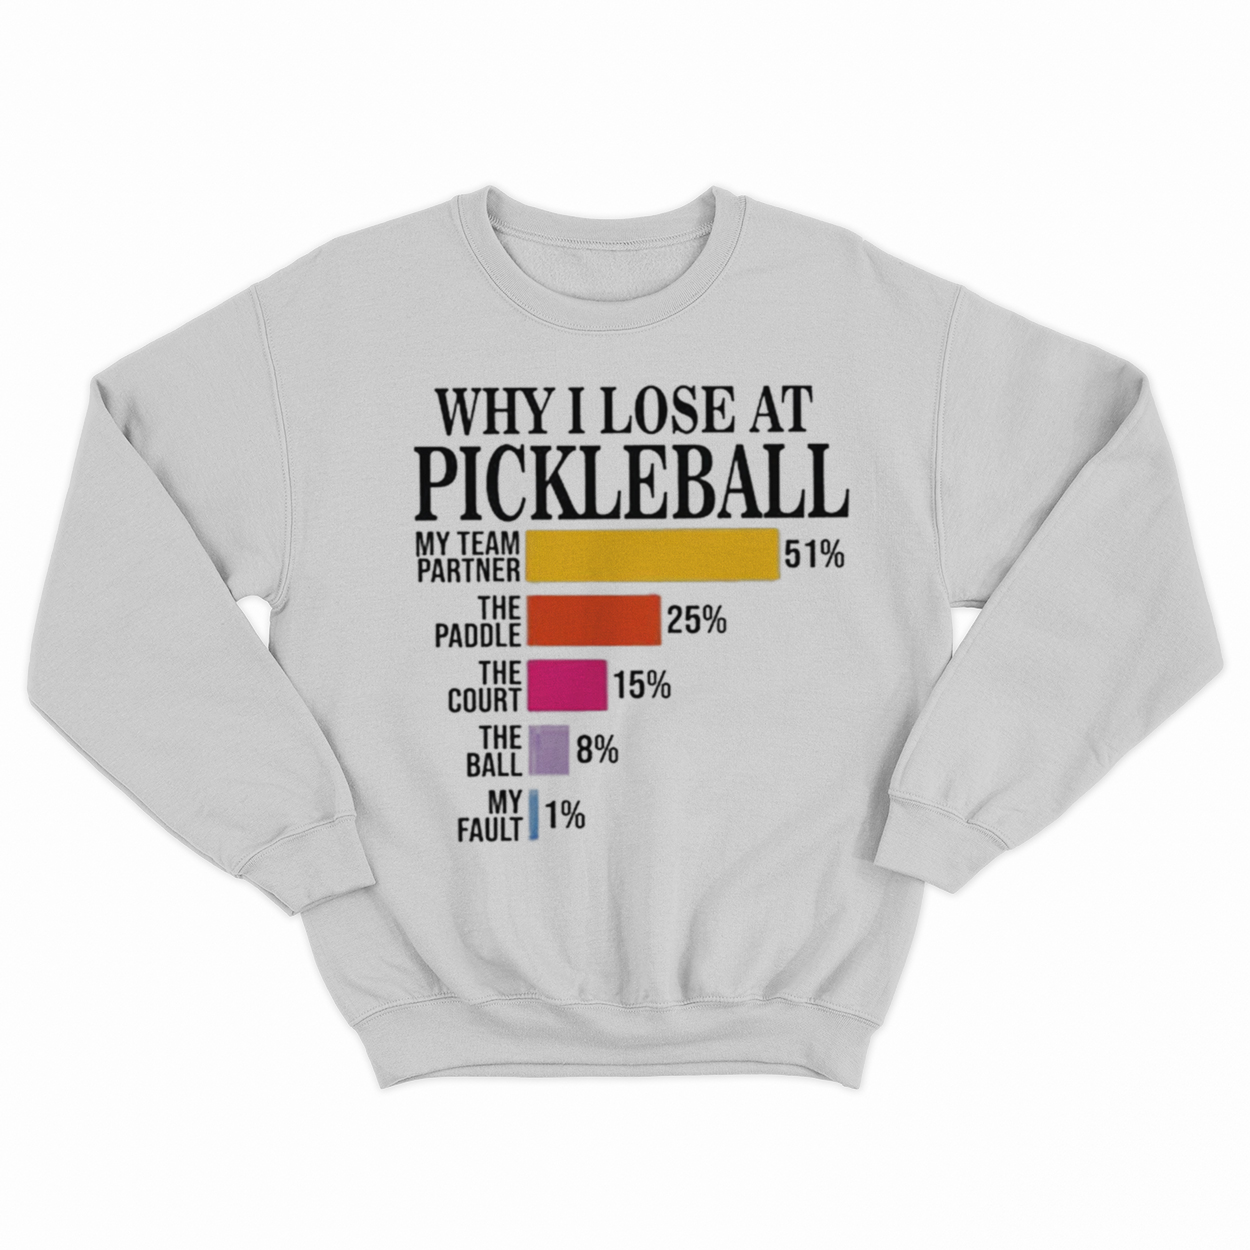 WHY I LOSE AT
PICKLEBALL
MY TEAM
PARTNER
51%
THE
PADDLE
25%
THE
COURT
15%
THE
BALL
8%
MY
FAULT
1%